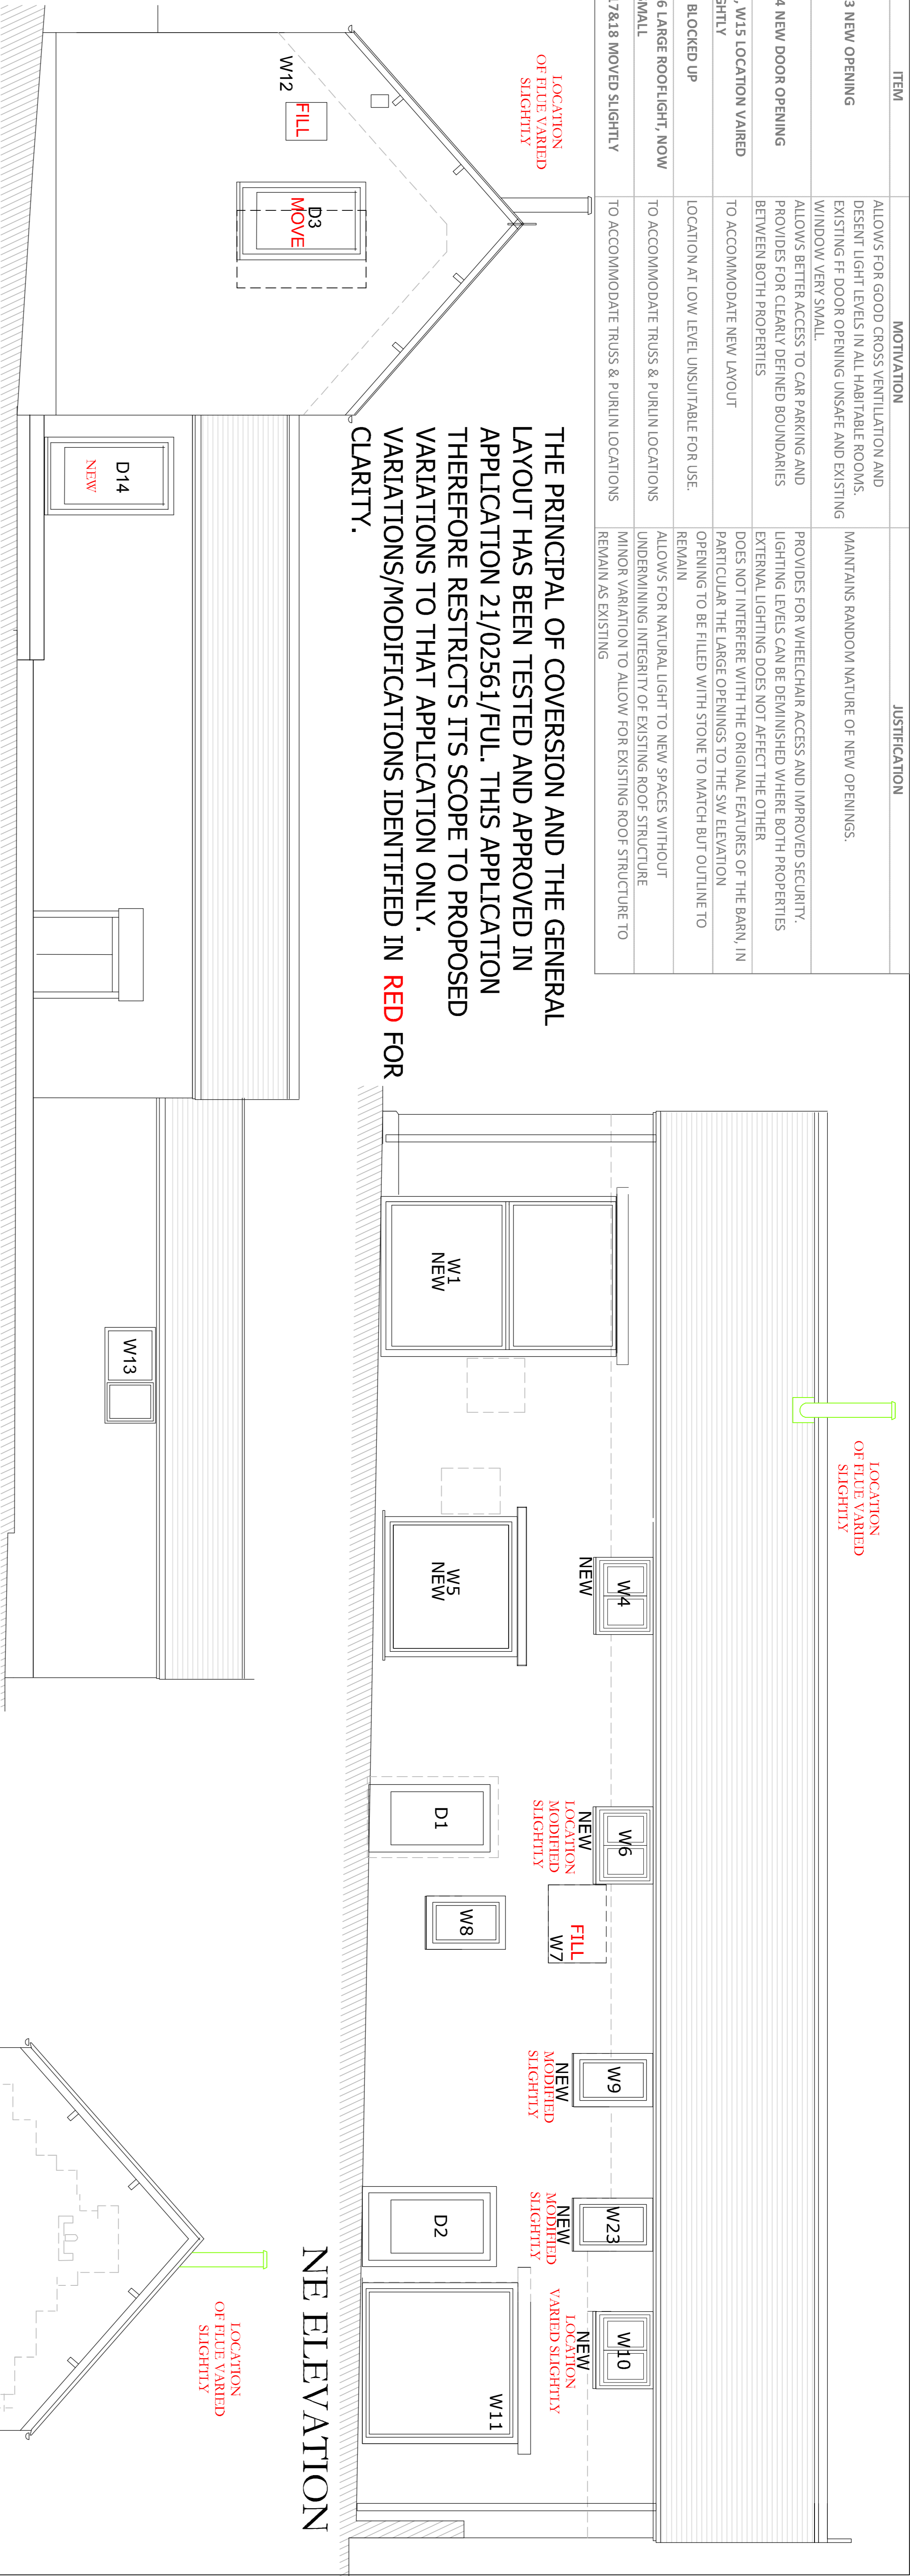 ITEM
MOTIVATION
JUSTIFICATION
3 NEW OPENING
ALLOWS FOR GOOD CROSS VENTILLATION AND
DESENT LIGHT LEVELS IN ALL HABITABLE ROOMS.
EXISTING FF DOOR OPENING UNSAFE AND EXISTING
WINDOW VERY SMALL.
MAINTAINS RANDOM NATURE OF NEW OPENINGS.
4 NEW DOOR OPENING
ALLOWS BETTER ACCESS TO CAR PARKING AND
PROVIDES FOR CLEARLY DEFINED BOUNDARIES
BETWEEN BOTH PROPERTIES
PROVIDES FOR WHEELCHAIR ACCESS AND IMPROVED SECURITY.
LIGHTING LEVELS CAN BE DEMINISHED WHERE BOTH PROPERTIES
EXTERNAL LIGHTING DOES NOT AFFECT THE OTHER
, W15 LOCATION VAIRED
GHTLY
TO ACCOMMODATE NEW LAYOUT
DOES NOT INTERFERE WITH THE ORIGINAL FEATURES OF THE BARN, IN
PARTICULAR THE LARGE OPENINGS TO THE SW ELEVATION
BLOCKED UP
LOCATION AT LOW LEVEL UNSUITABLE FOR USE.
OPENING TO BE FILLED WITH STONE TO MATCH BUT OUTLINE TO
REMAIN
6 LARGE ROOFLIGHT, NOW
SMALL
TO ACCOMMODATE TRUSS & PURLIN LOCATIONS
ALLOWS FOR NATURAL LIGHT TO NEW SPACES WITHOUT
UNDERMINING INTEGRITY OF EXISTING ROOF STRUCTURE
17&18 MOVED SLIGHTLY
TO ACCOMMODATE TRUSS & PURLIN LOCATIONS
MINOR VARIATION TO ALLOW FOR EXISTING ROOF STRUCTURE TO
REMAIN AS EXISTING
LOCATION
OF FLUE VARIED
SLIGHTLY
W12
FILL
D3
MOVE
THE PRINCIPAL OF COVERSION AND THE GENERAL
LAYOUT HAS BEEN TESTED AND APPROVED IN
APPLICATION 21/02561/FUL. THIS APPLICATION
THEREFORE RESTRICTS ITS SCOPE TO PROPOSED
VARIATIONS TO THAT APPLICATION ONLY.
VARIATIONS/MODIFICATIONS IDENTIFIED IN RED FOR
CLARITY.
D14
NEW
W13
LOCATION
OF FLUE VARIED
SLIGHTLY
W1
NEW
W4
NEW
W5
NEW
W6
NEW
LOCATION
MODIFIED
SLIGHTLY
D1
FILL
W7
W8
W9
NEW
MODIFIED
SLIGHTLY
W23
NEW
MODIFIED
SLIGHTLY
D2
W10
NEW
LOCATION
VARIED SLIGHTLY
W11
NE ELEVATION
LOCATION
OF FLUE VARIED
SLIGHTLY